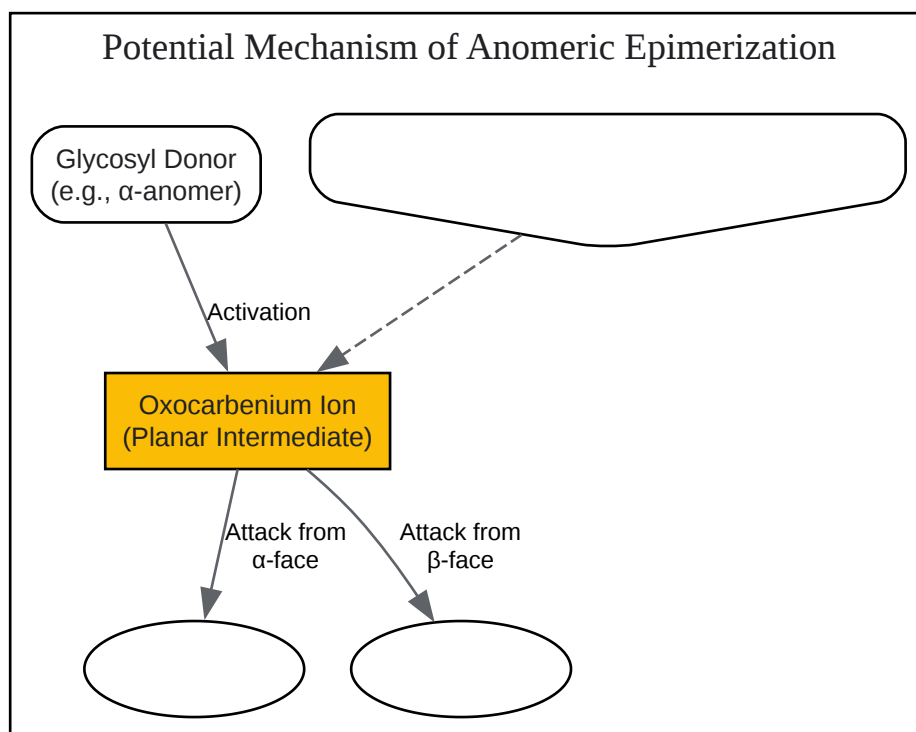 Potential Mechanism of Anomeric Epimerization
Glycosyl Donor
(e.g., α-anomer)
Activation
Oxocarbenium Ion
(Planar Intermediate)
Attack from
α-face
Attack from
β-face